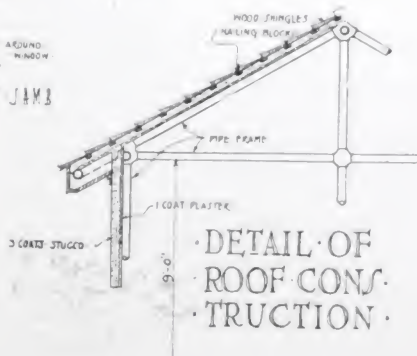 WOOD SHINGLES
NAILING BLOCK
AROUND
WINDOW
JAMB
PIPE FRAME
1 COAT PLASTER
3 COATS STUCCO
9'-0"
·DETAIL·OF
·ROOF·CONS·
·TRUCTION·